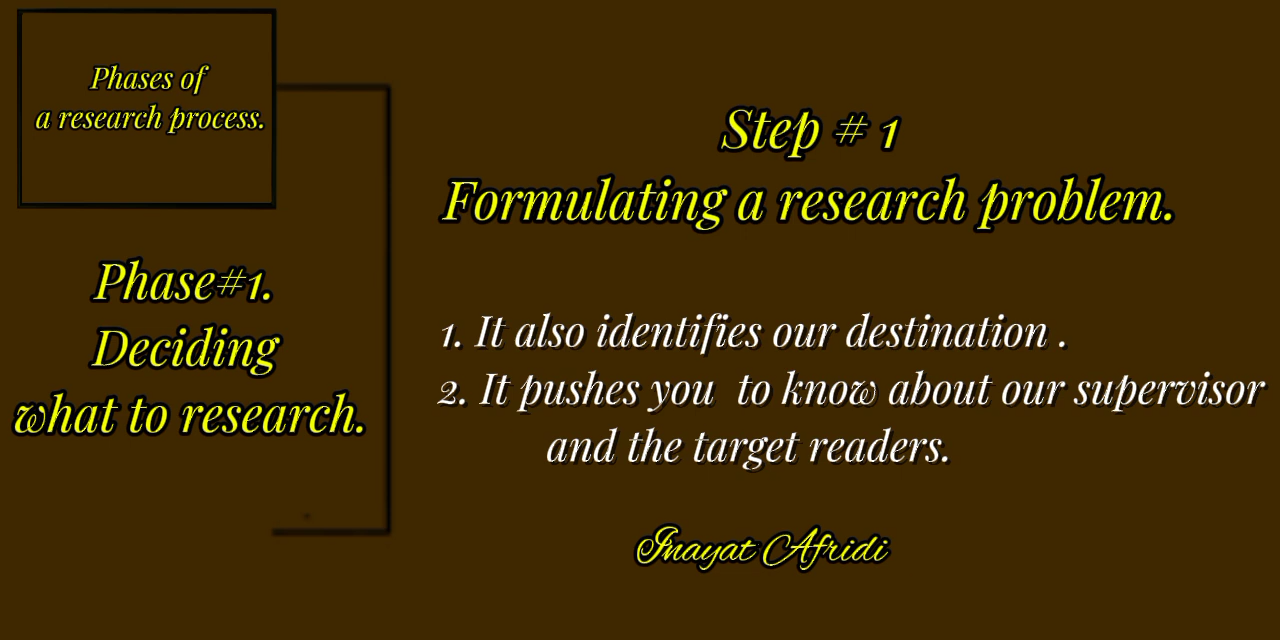 Phases of
a research process.
Phase#1.
Deciding
what to research.
Step # 1
Formulating a research problem.
1. It also identifies our destination .
2. It pushes you to know about our supervisor
and the target readers.
Inayat Afridi